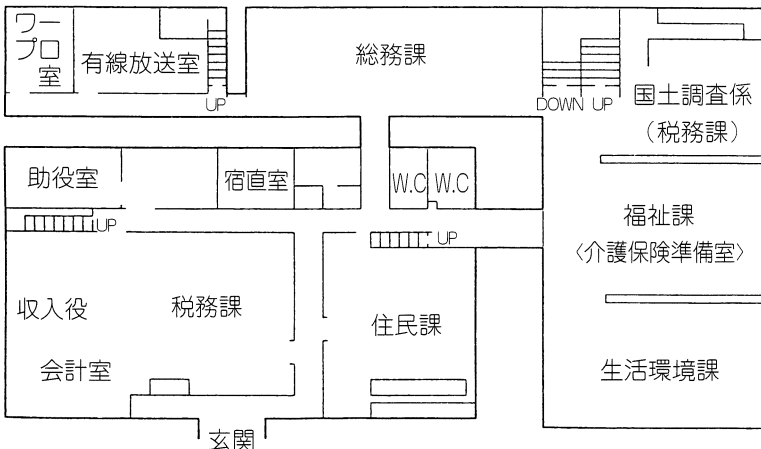 ワー
プロ
室
有線放送室
UP
総務課
DOWN UP
国土調査係
（税務課）
助役室
宿直室
W.C
W.C
UP
UP
福祉課
〈介護保険準備室〉
収入役
税務課
住民課
会計室
生活環境課
玄関